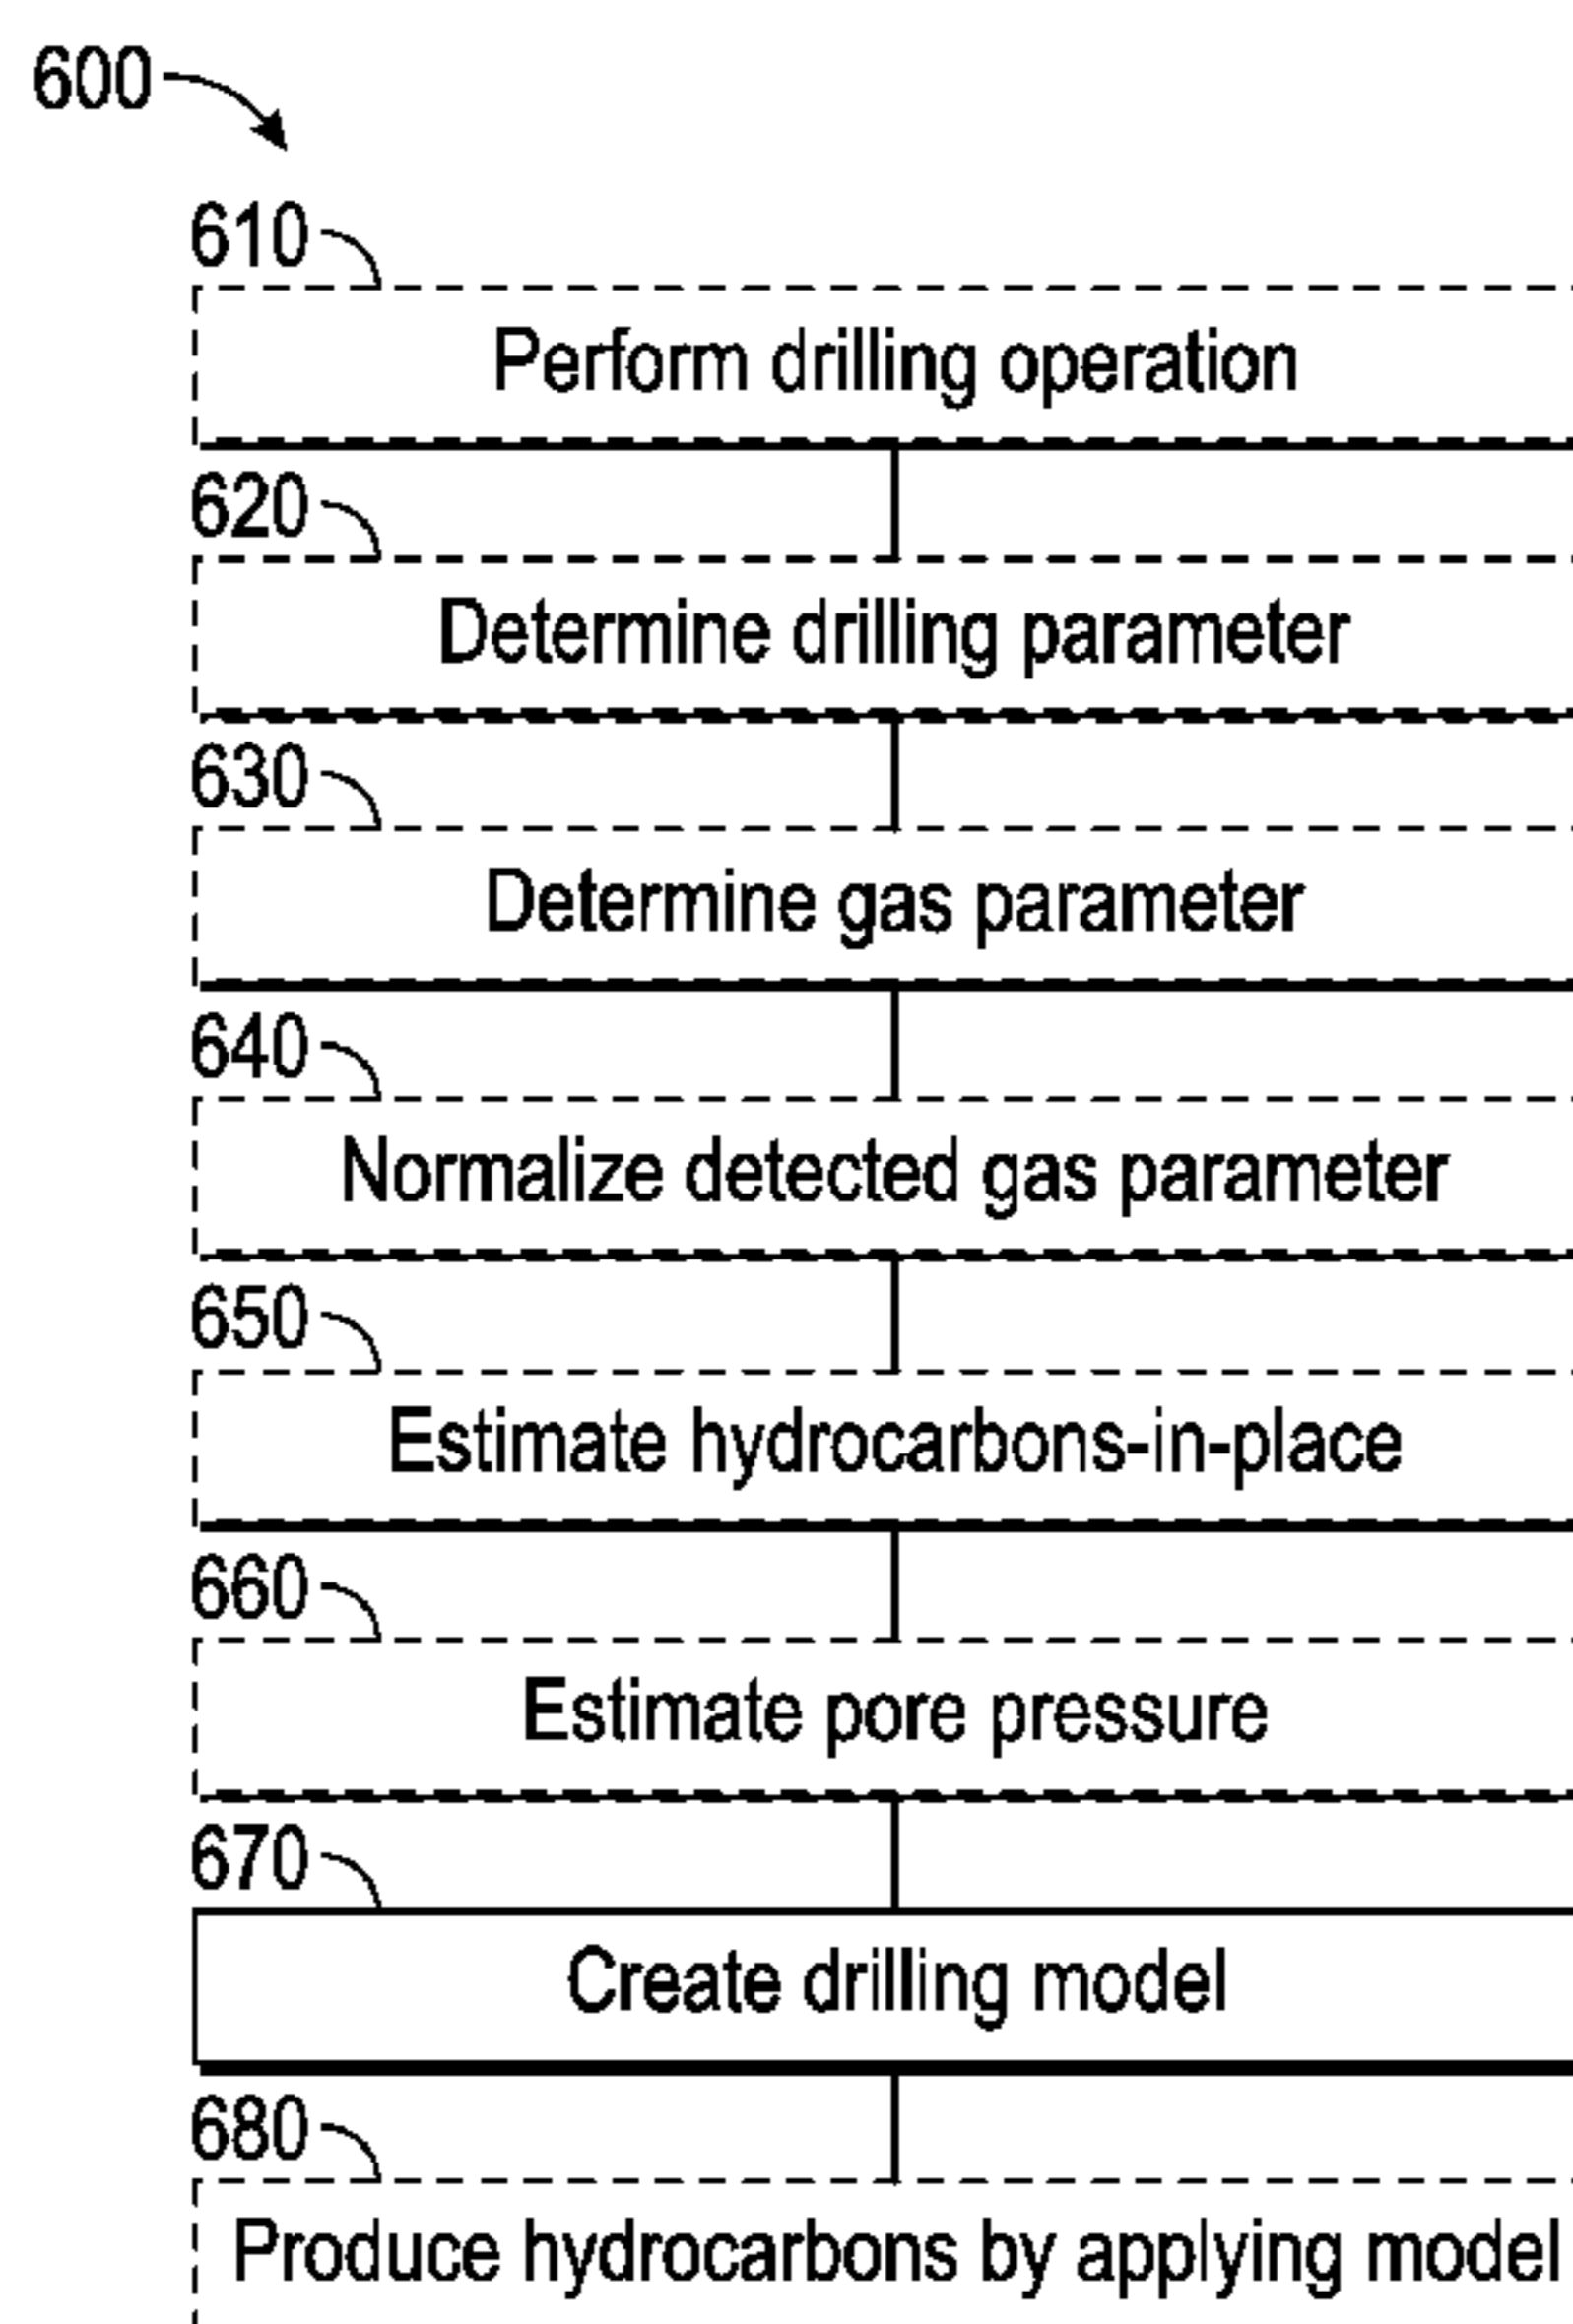 600
610
Perform drilling operation
620
Determine drilling parameter
630
Determine gas parameter
640
Normalize detected gas parameter
650
Estimate hydrocarbons-in-place
660
Estimate pore pressure
670
Create drilling model
680
Produce hydrocarbons by applying model